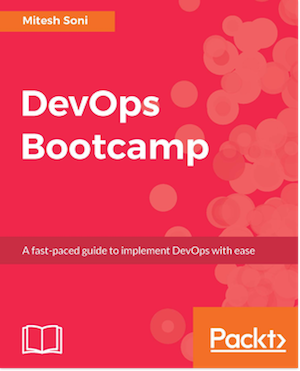 Mitesh Soni
DevOps
Bootcamp
A fast-paced guide to implement DevOps with ease
Packt>